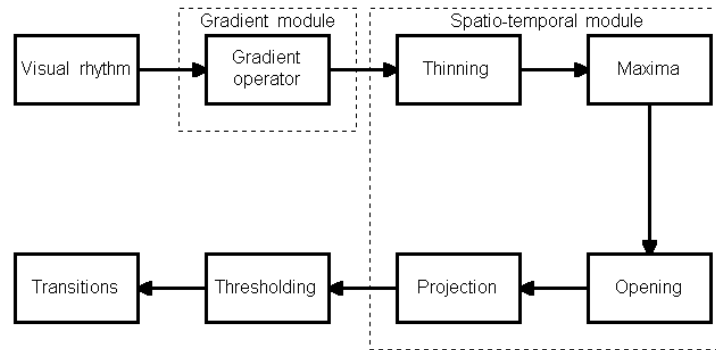 Gradient module
Spatio-temporal module
Visual rhythm
Gradient
operator
Thinning
Maxima
Transitions
Thresholding
Projection
Opening